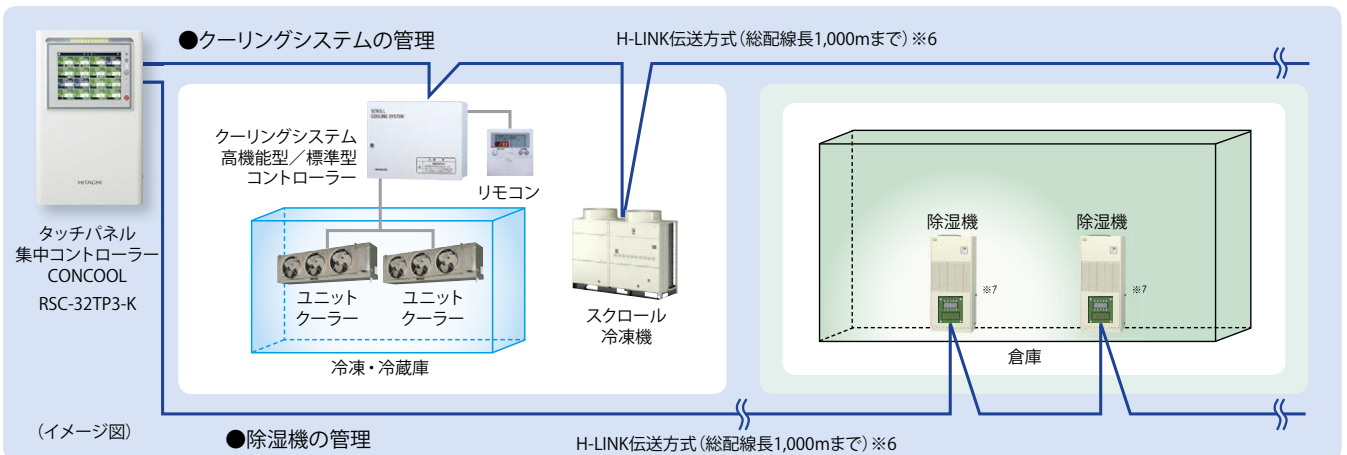 ●クーリングシステムの管理
H-LINK伝送方式（総配線長1,000mまで）※6
SCROLL
COOLING SYSTEM
クーリングシステム
高機能型／標準型
コントローラー
リモコン
HITACHI
タッチパネル
集中コントローラー
CONCOOL
RSC-32TP3-K
ユニット
クーラー
ユニット
クーラー
冷凍・冷蔵庫
スクロール
冷凍機
除湿機
除湿機
※7
※7
倉庫
（イメージ図）
●除湿機の管理
H-LINK伝送方式（総配線長1,000mまで）※6